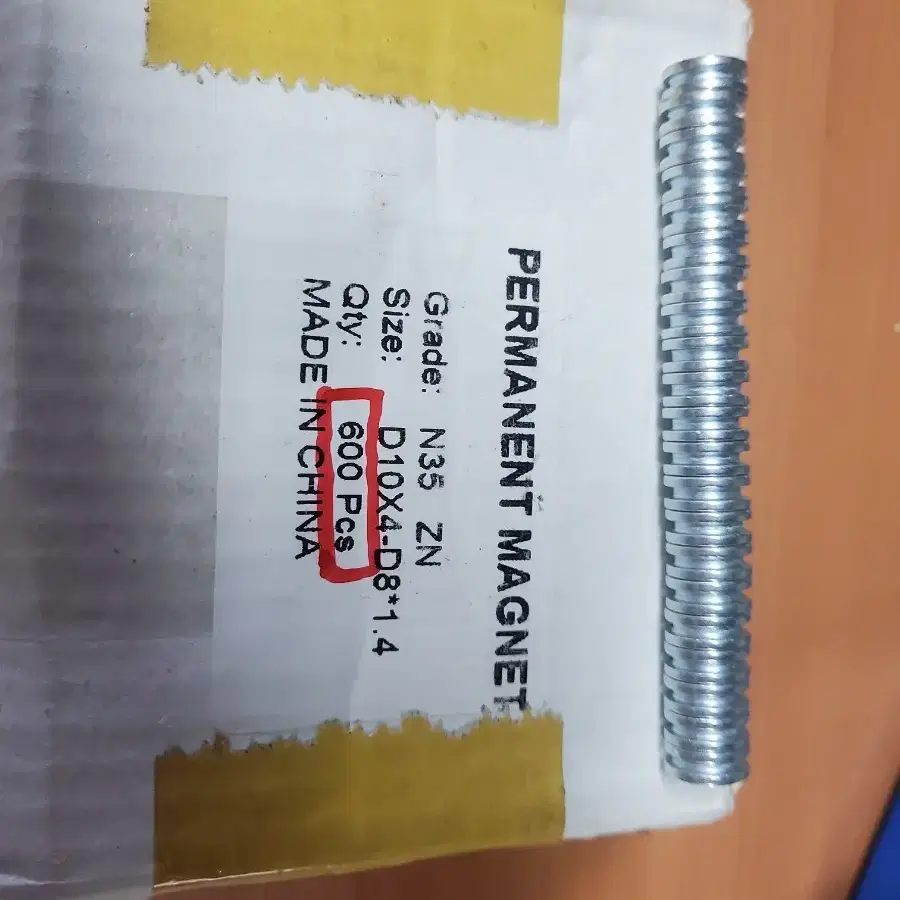 PERMANENT MAGNET
Grade: N35 ZN
Size: D10X4-D8*1.4
Qty: 600 Pcs
MADE IN CHINA